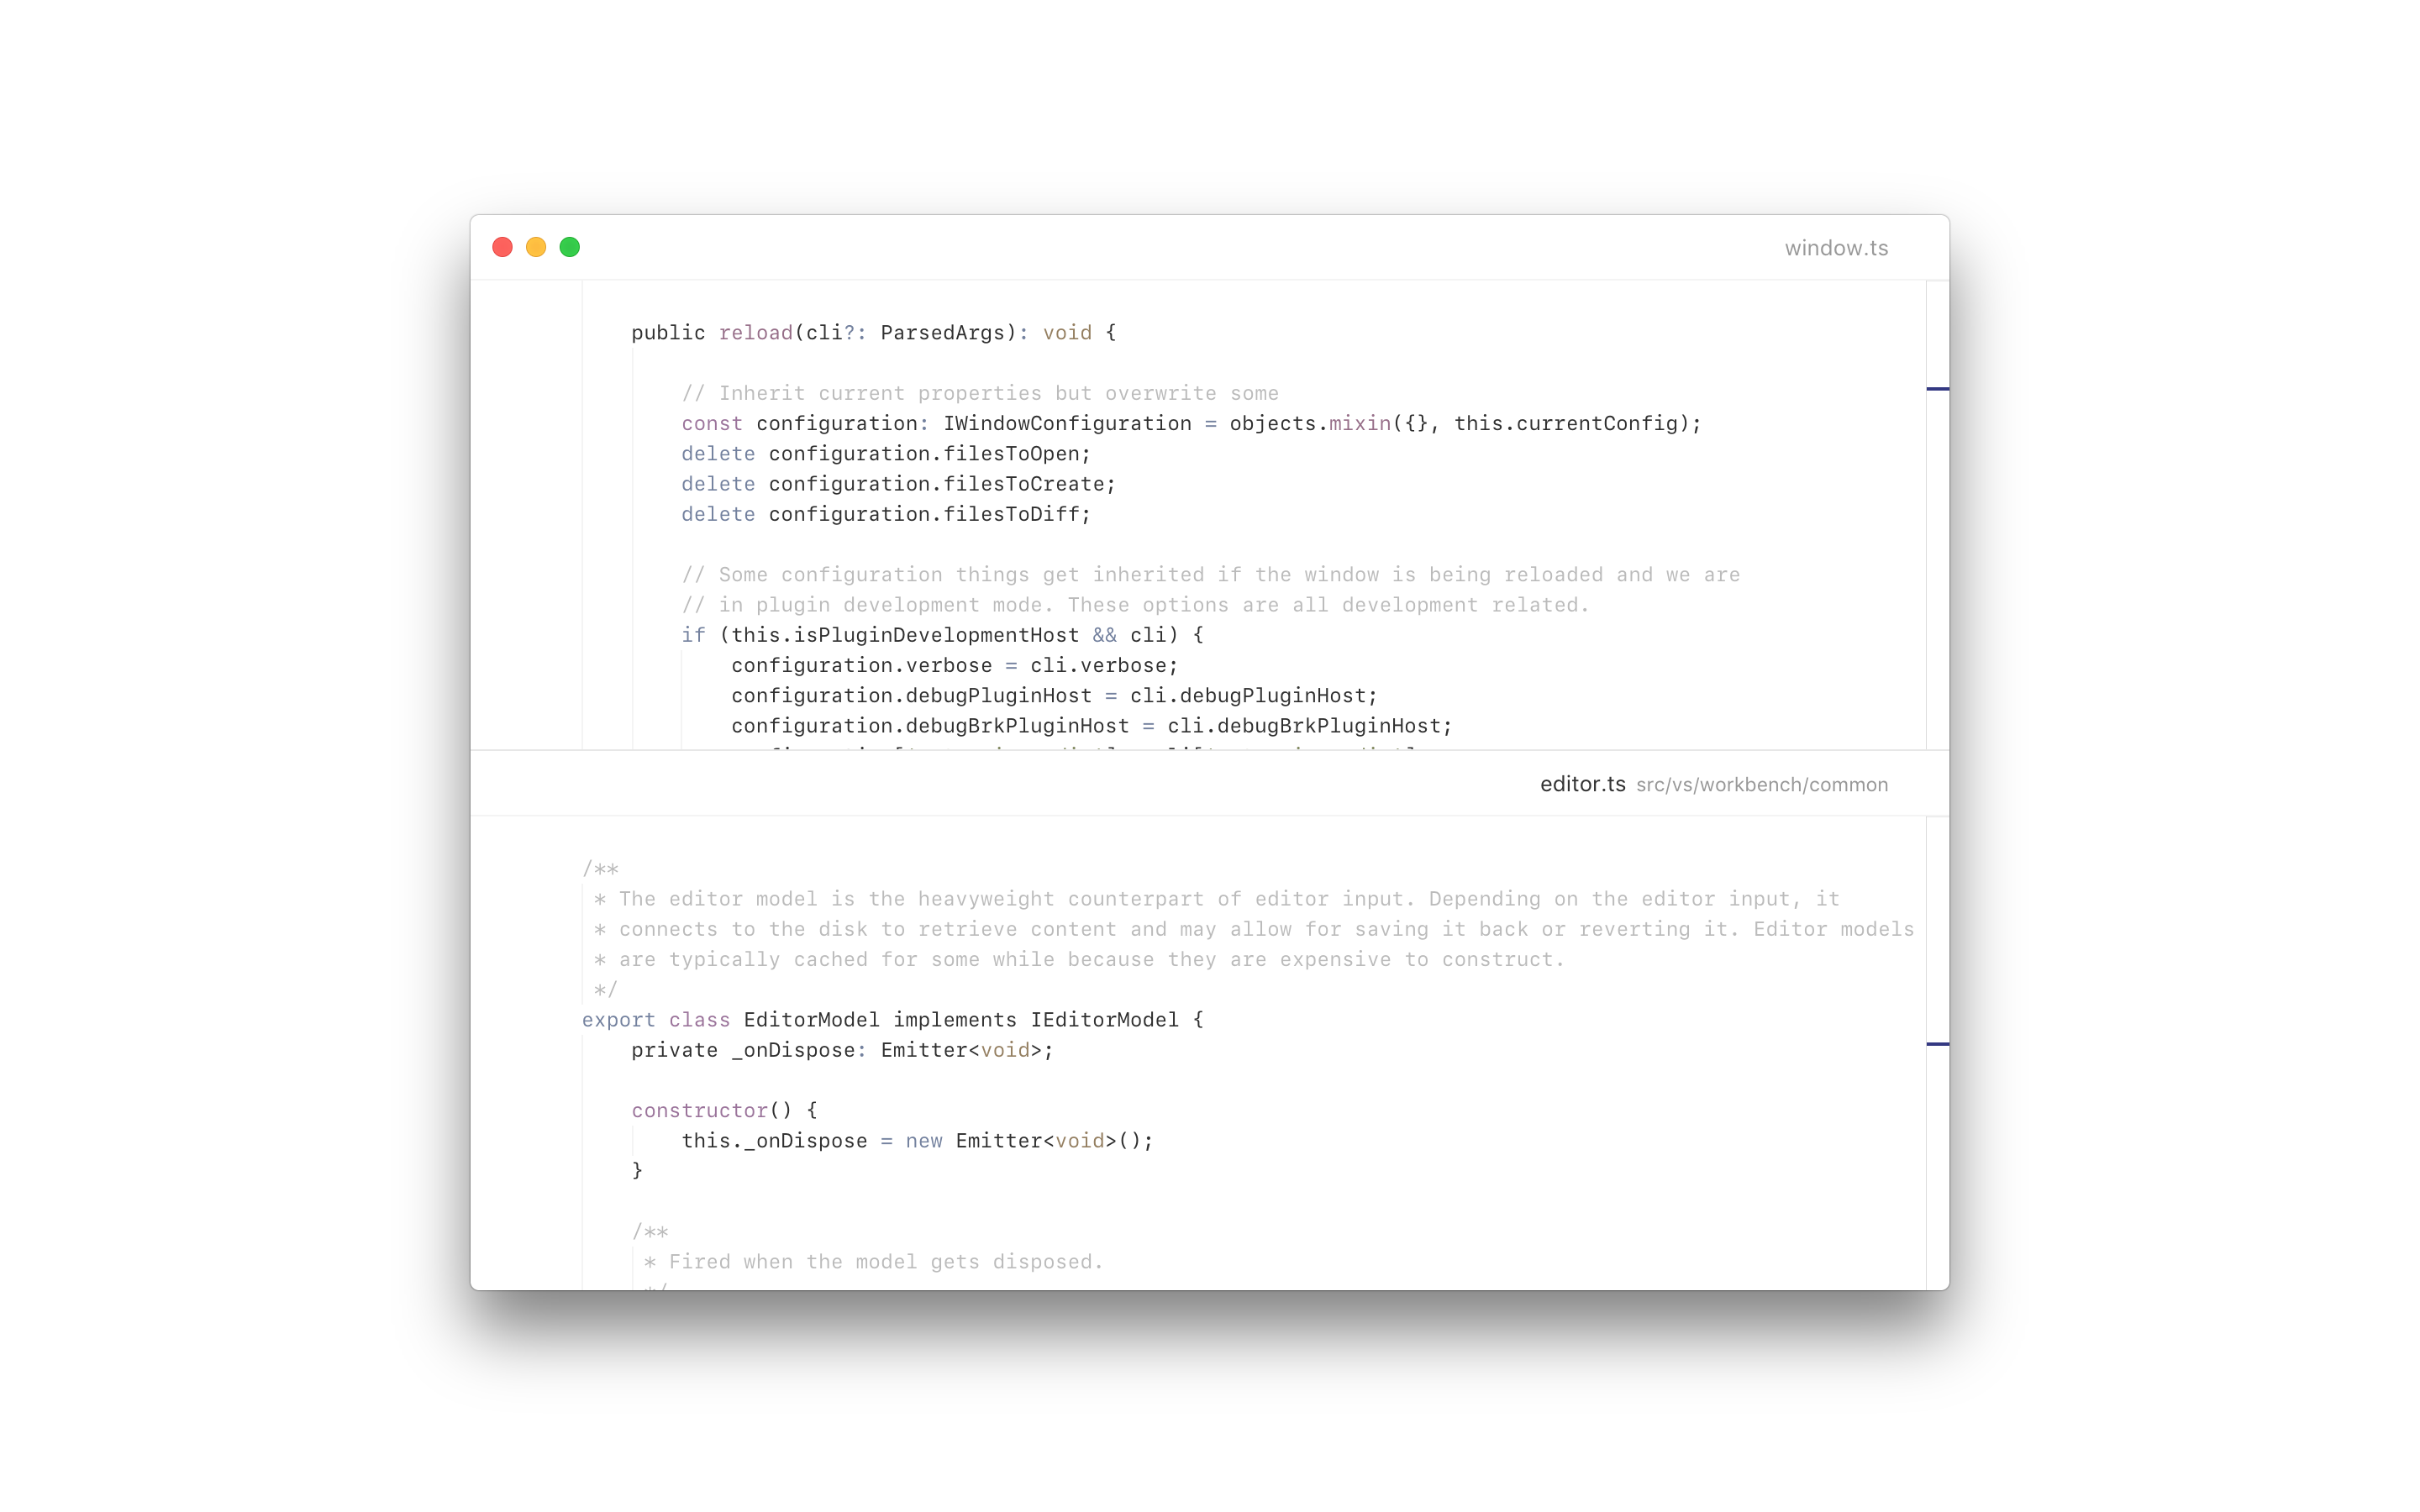 window.ts
public reload(cli?: ParsedArgs): void {
// Inherit current properties but overwrite some
const configuration: IWindowConfiguration = objects.mixin({}, this.currentConfig);
delete configuration.filesToOpen;
delete configuration.filesToCreate;
delete configuration.filesToDiff;
// Some configuration things get inherited if the window is being reloaded and we are
// in plugin development mode. These options are all development related.
if (this.isPluginDevelopmentHost && cli) {
configuration.verbose = cli.verbose;
configuration.debugPluginHost = cli.debugPluginHost;
configuration.debugBrkPluginHost = cli.debugBrkPluginHost;
editor.ts src/vs/workbench/common
/**
* The editor model is the heavyweight counterpart of editor input. Depending on the editor input, it
* connects to the disk to retrieve content and may allow for saving it back or reverting it. Editor models
* are typically cached for some while because they are expensive to construct.
*/
export class EditorModel implements IEditorModel {
private _onDispose: Emitter<void>;
constructor() {
this._onDispose = new Emitter<void>();
}
/**
* Fired when the model gets disposed.